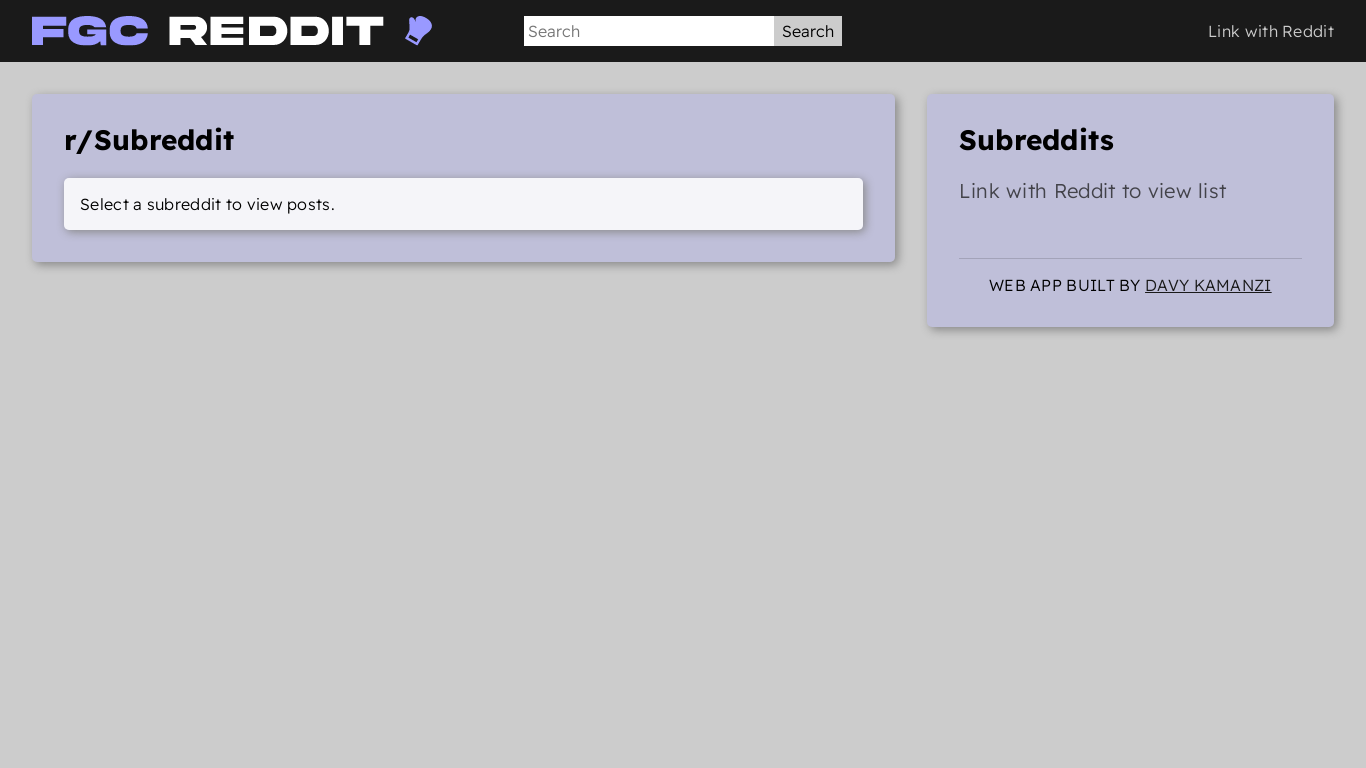 FGC REDDIT
Search
Search
Link with Reddit
r/Subreddit
Select a subreddit to view posts.
Subreddits
Link with Reddit to view list
WEB APP BUILT BY DAVY KAMANZI